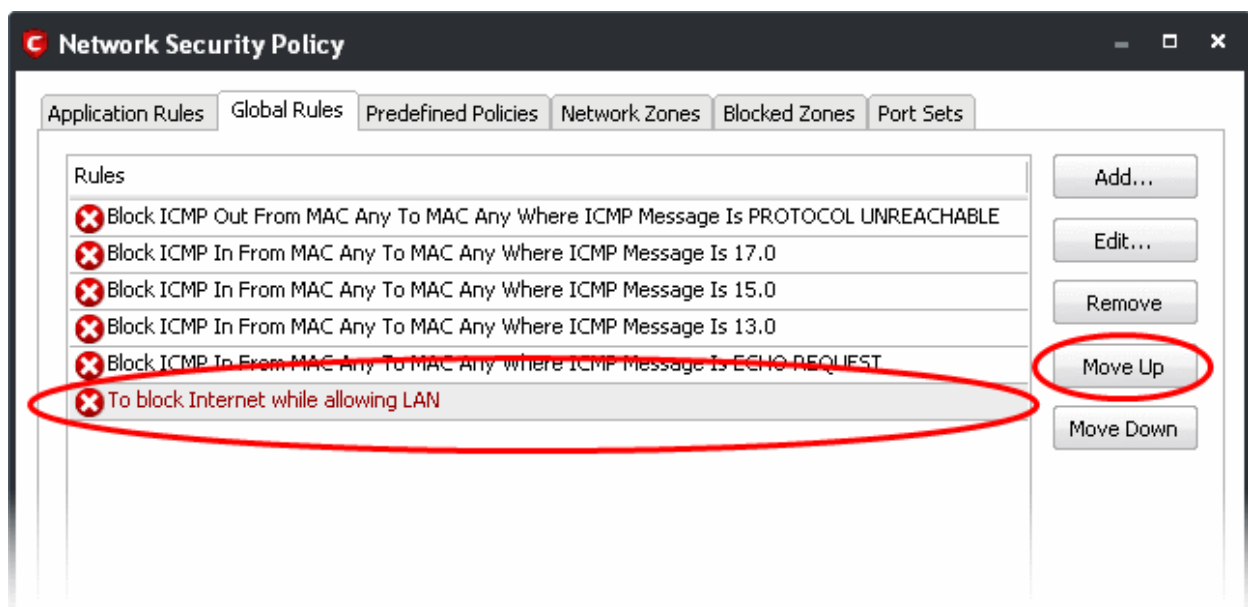 Network Security Policy
Application Rules Global Rules Predefined Policies Network Zones Blocked Zones Port Sets
Rules
Add...
Block ICMP Out From MAC Any To MAC Any Where ICMP Message Is PROTOCOL UNREACHABLE
Edit...
Block ICMP In From MAC Any To MAC Any Where ICMP Message Is 17.0
Block ICMP In From MAC Any To MAC Any Where ICMP Message Is 15.0
Remove
Block ICMP In From MAC Any To MAC Any Where ICMP Message Is 13.0
Block ICMP In From MAC Any To MAC Any Where ICMP Message Is ECHO REQUEST
Move Up
To block Internet while allowing LAN
Move Down